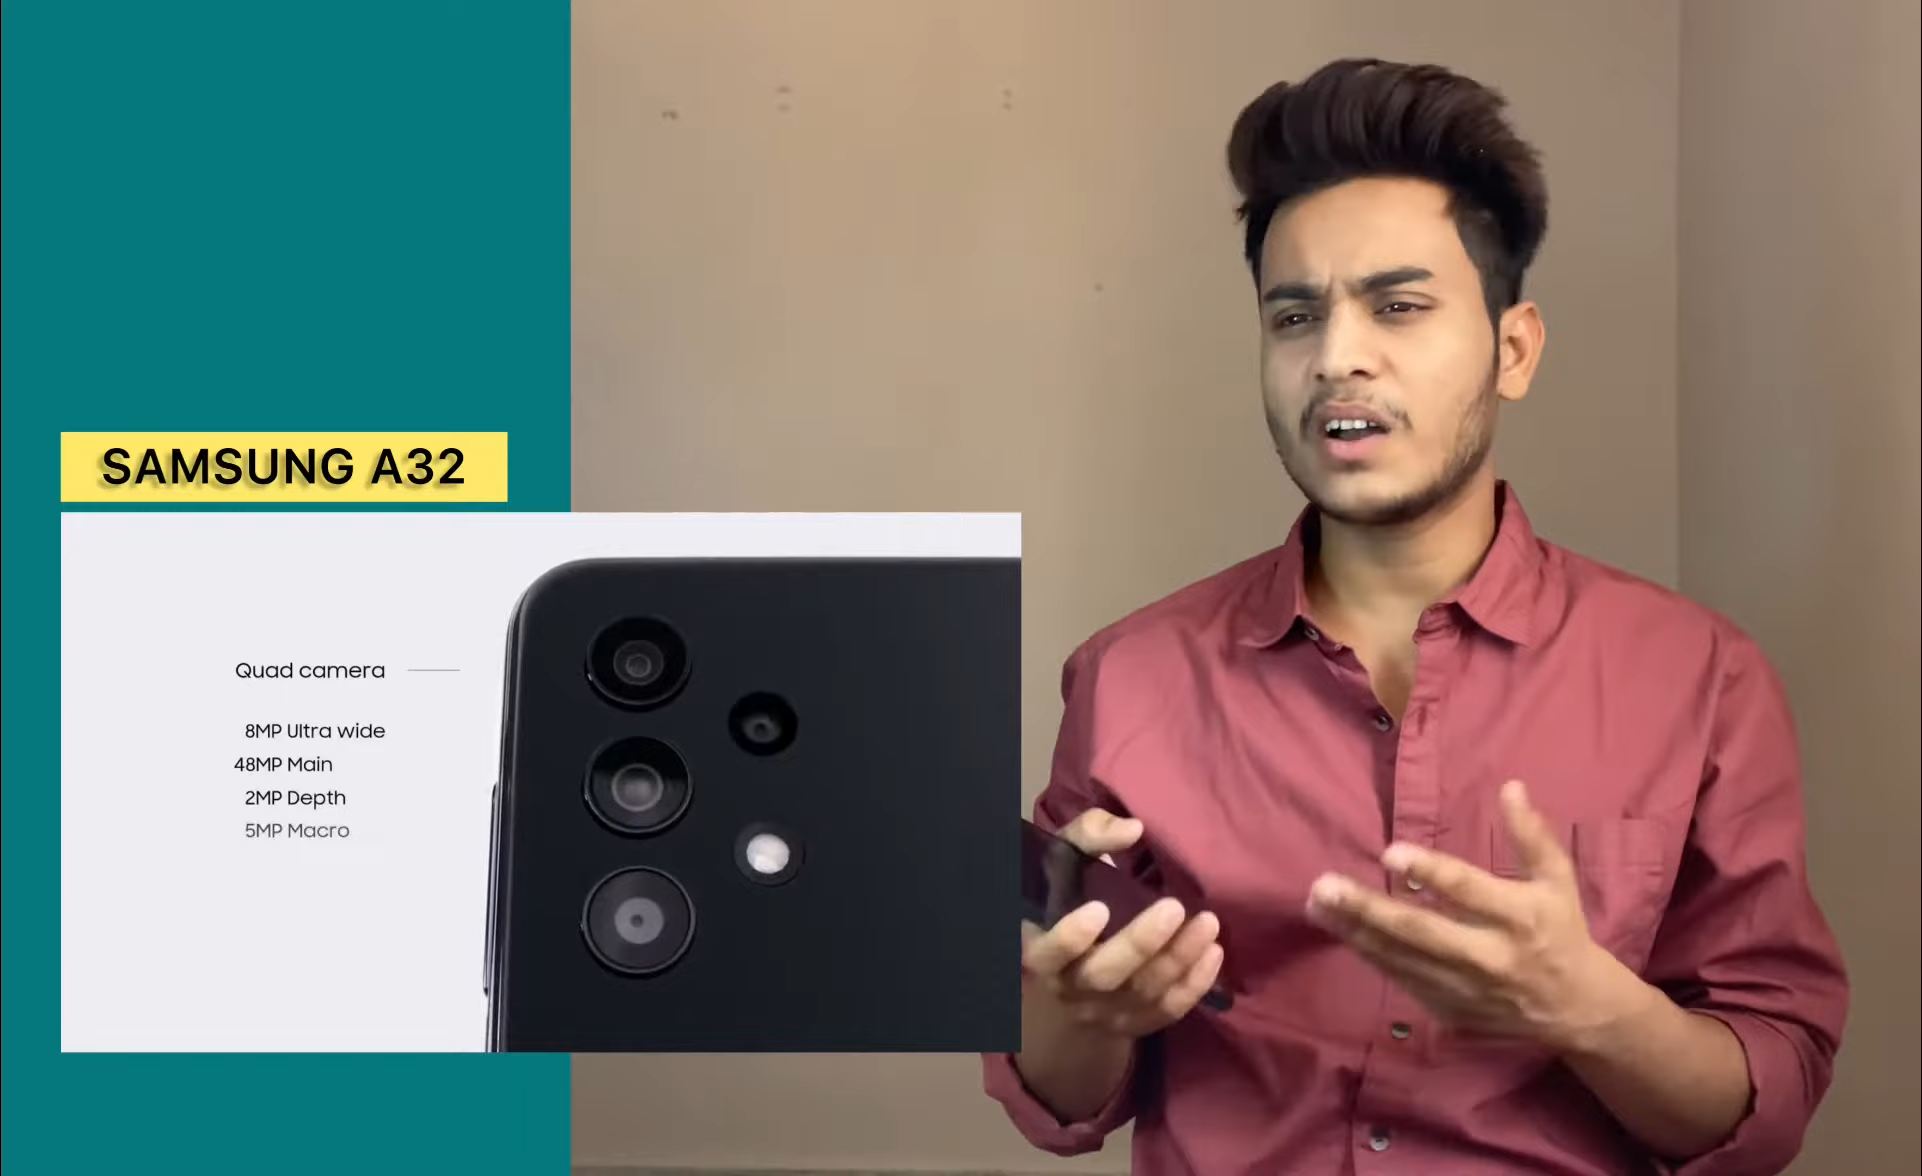 SAMSUNG A32
Quad camera
8MP Ultra wide
48MP Main
2MP Depth
5MP Macro